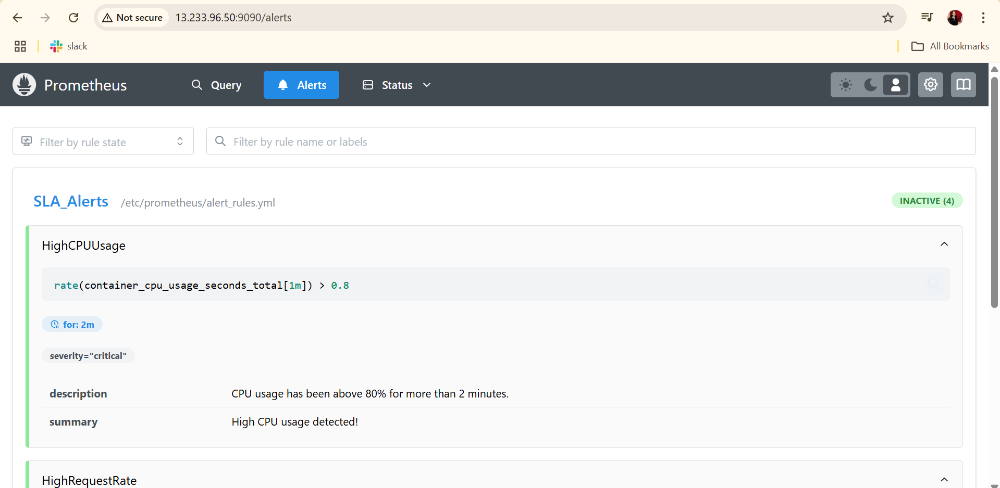 Not secure 13.233.96.50:9090/alerts
slack All Bookmarks
Prometheus Query Alerts Status
Filter by rule state Filter by rule name or labels
SLA_Alerts /etc/prometheus/alert_rules.yml INACTIVE (4)
HighCPUUsage
rate(container_cpu_usage_seconds_total[1m]) > 0.8
for: 2m
severity="critical"
description CPU usage has been above 80% for more than 2 minutes.
summary High CPU usage detected!
HighRequestRate